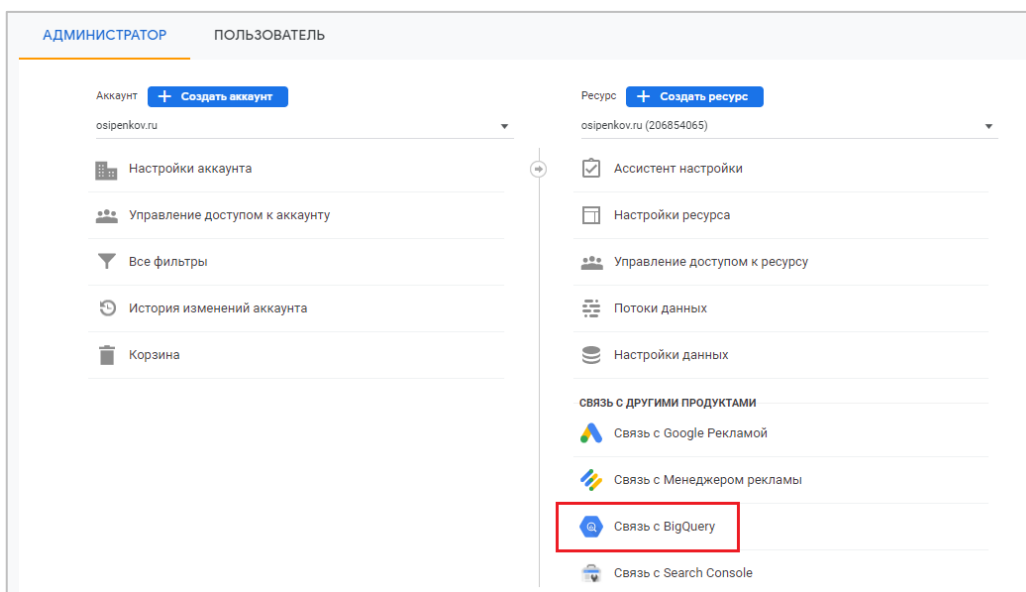 АДМИНИСТРАТОР ПОЛЬЗОВАТЕЛЬ
Аккаунт + Создать аккаунт
osipenkov.ru
Настройки аккаунта
Управление доступом к аккаунту
Все фильтры
История изменений аккаунта
Корзина
Ресурс + Создать ресурс
osipenkov.ru (206854065)
Ассистент настройки
Настройки ресурса
Управление доступом к ресурсу
Потоки данных
Настройки данных
СВЯЗЬ С ДРУГИМИ ПРОДУКТАМИ
Связь с Google Рекламой
Связь с Менеджером рекламы
Связь с BigQuery
Связь с Search Console